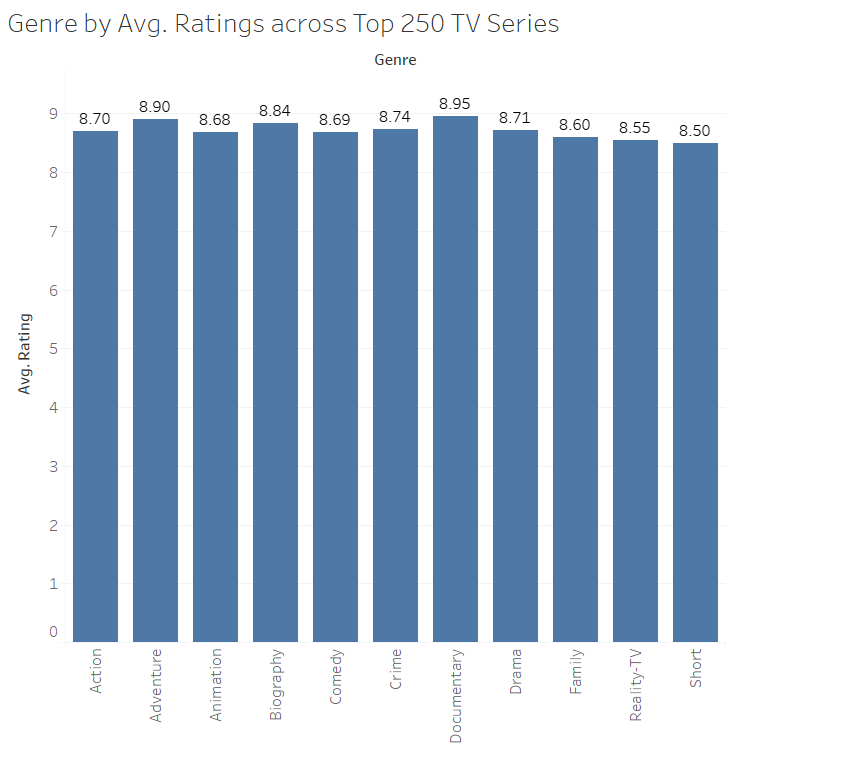 Genre by Avg. Ratings across Top 250 TV Series
Genre
9
8
7
6
5
4
3
2
1
0
Avg. Rating
8.70
8.90
8.68
8.84
8.69
8.74
8.95
8.71
8.60
8.55
8.50
Action
Adventure
Animation
Biography
Comedy
Crime
Documentary
Drama
Family
Reality-TV
Short